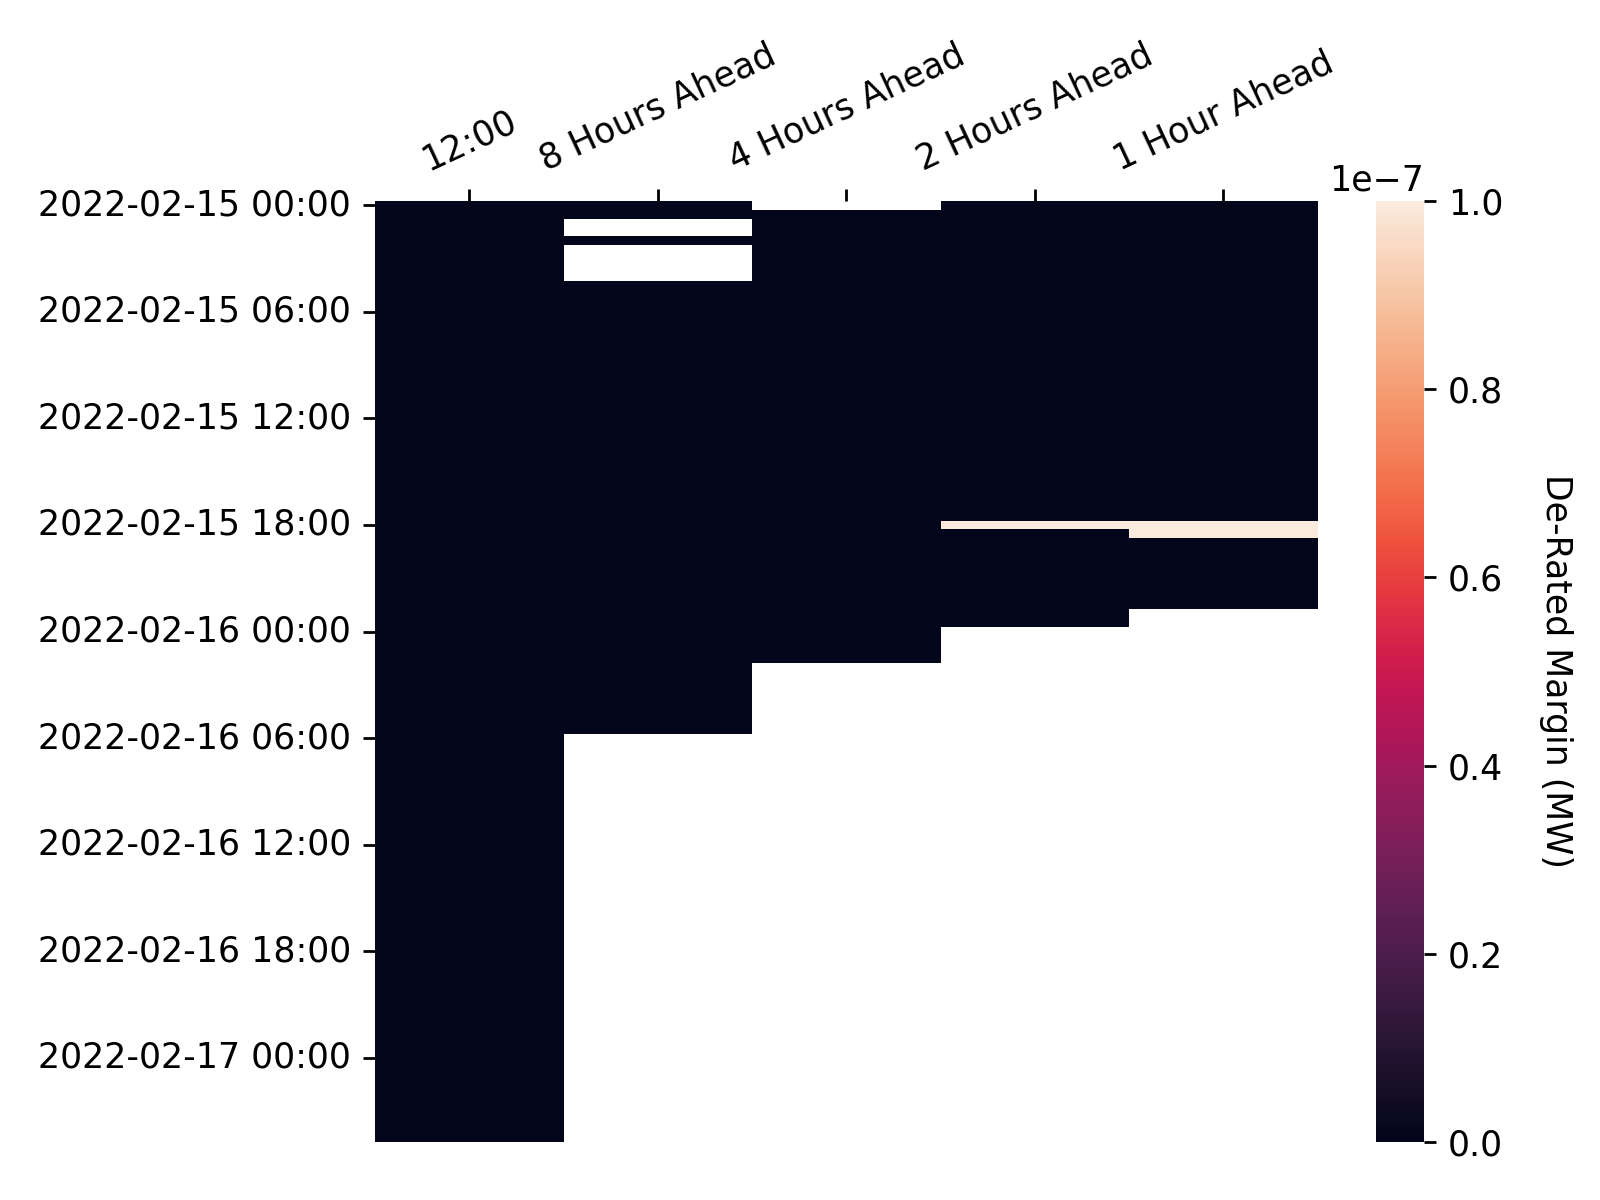 12:00
8 Hours Ahead
4 Hours Ahead
2 Hours Ahead
1 Hour Ahead
2022-02-15 00:00
2022-02-15 06:00
2022-02-15 12:00
2022-02-15 18:00
2022-02-16 00:00
2022-02-16 06:00
2022-02-16 12:00
2022-02-16 18:00
2022-02-17 00:00
1e−7
1.0
0.8
0.6
0.4
0.2
0.0
De-Rated Margin (MW)